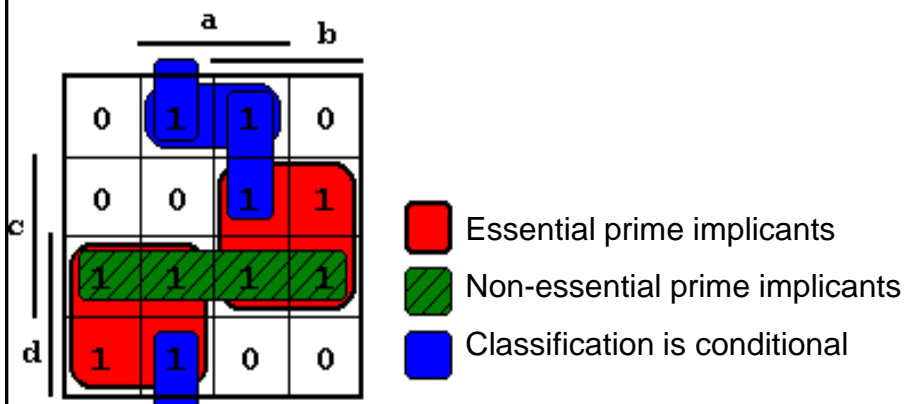 a
b
0 1 1 0
0 0 1 1
c
1 1 1 1
d
1 1 0 0
Essential prime implicants
Non-essential prime implicants
Classification is conditional